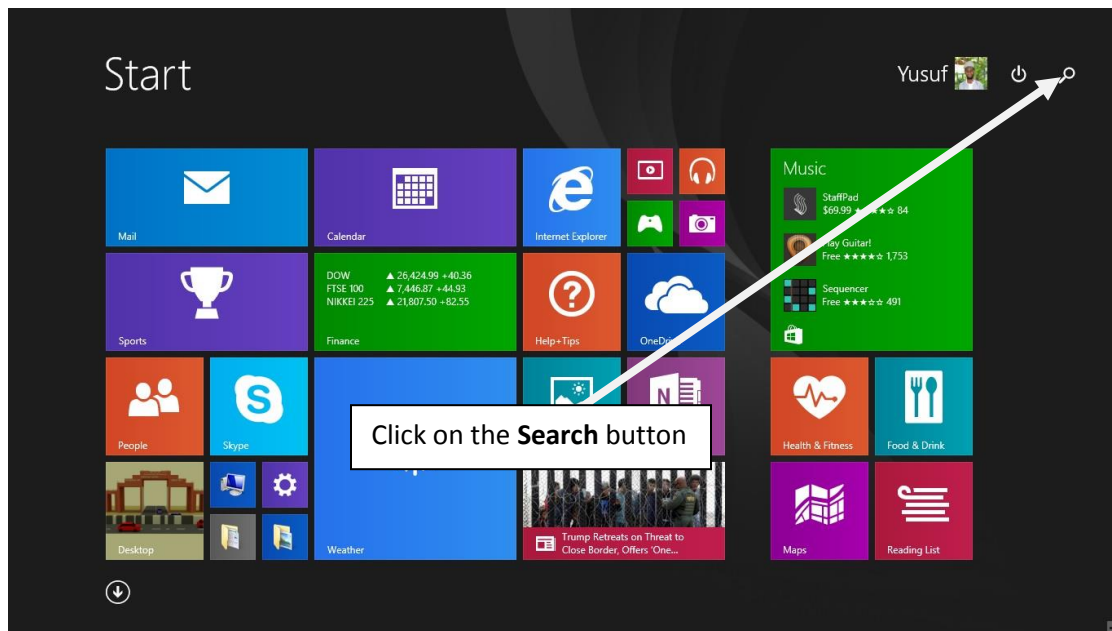 Start
Yusuf
Mail
Calendar
Internet Explorer
Music
StaffPad
$69.99 ★★★★☆ 84
Play Guitar!
Free ★★★★☆ 1,753
Sequencer
Free ★★★☆☆ 491
Sports
DOW ▲ 26,424.99 +40.36
FTSE 100 ▲ 7,446.87 +44.93
NIKKEI 225 ▲ 21,807.50 +82.55
Finance
Help+Tips
People
Skype
N
Click on the Search button
Health & Fitness
Food & Drink
Desktop
Weather
Trump Retreats on Threat to
Close Border, Offers 'One...
Maps
Reading List